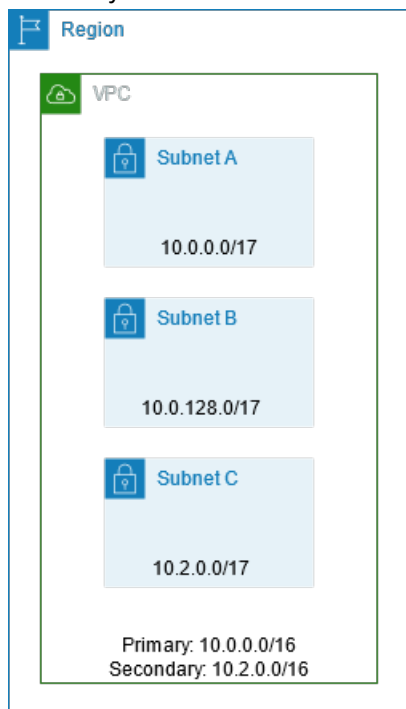 Region
VPC
Subnet A
10.0.0.0/17
Subnet B
10.0.128.0/17
Subnet C
10.2.0.0/17
Primary: 10.0.0.0/16
Secondary: 10.2.0.0/16